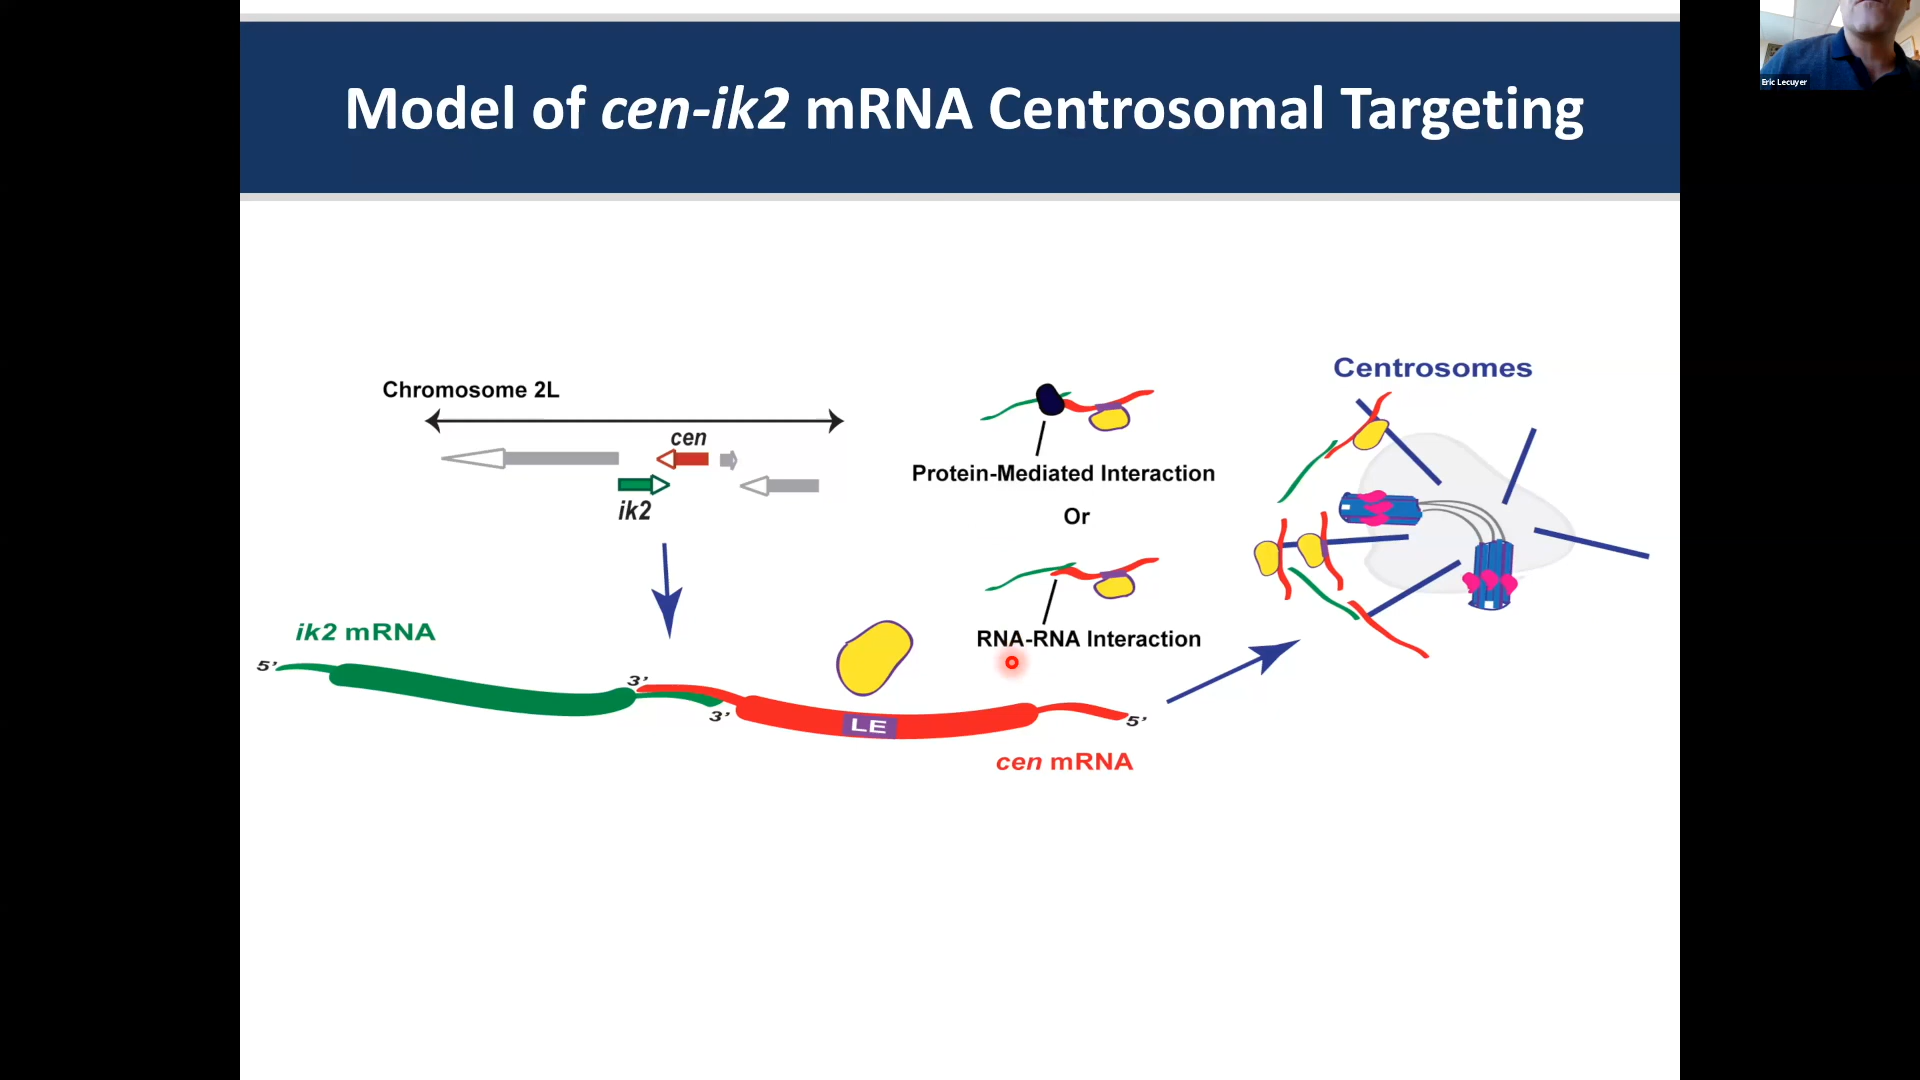 Model of cen-ik2 mRNA Centrosomal Targeting
Eric Lecuyer
Chromosome 2L
cen
ik2
Protein-Mediated Interaction
Or
RNA-RNA Interaction
Centrosomes
ik2 mRNA
5’
3’
3’
LE
5’
cen mRNA